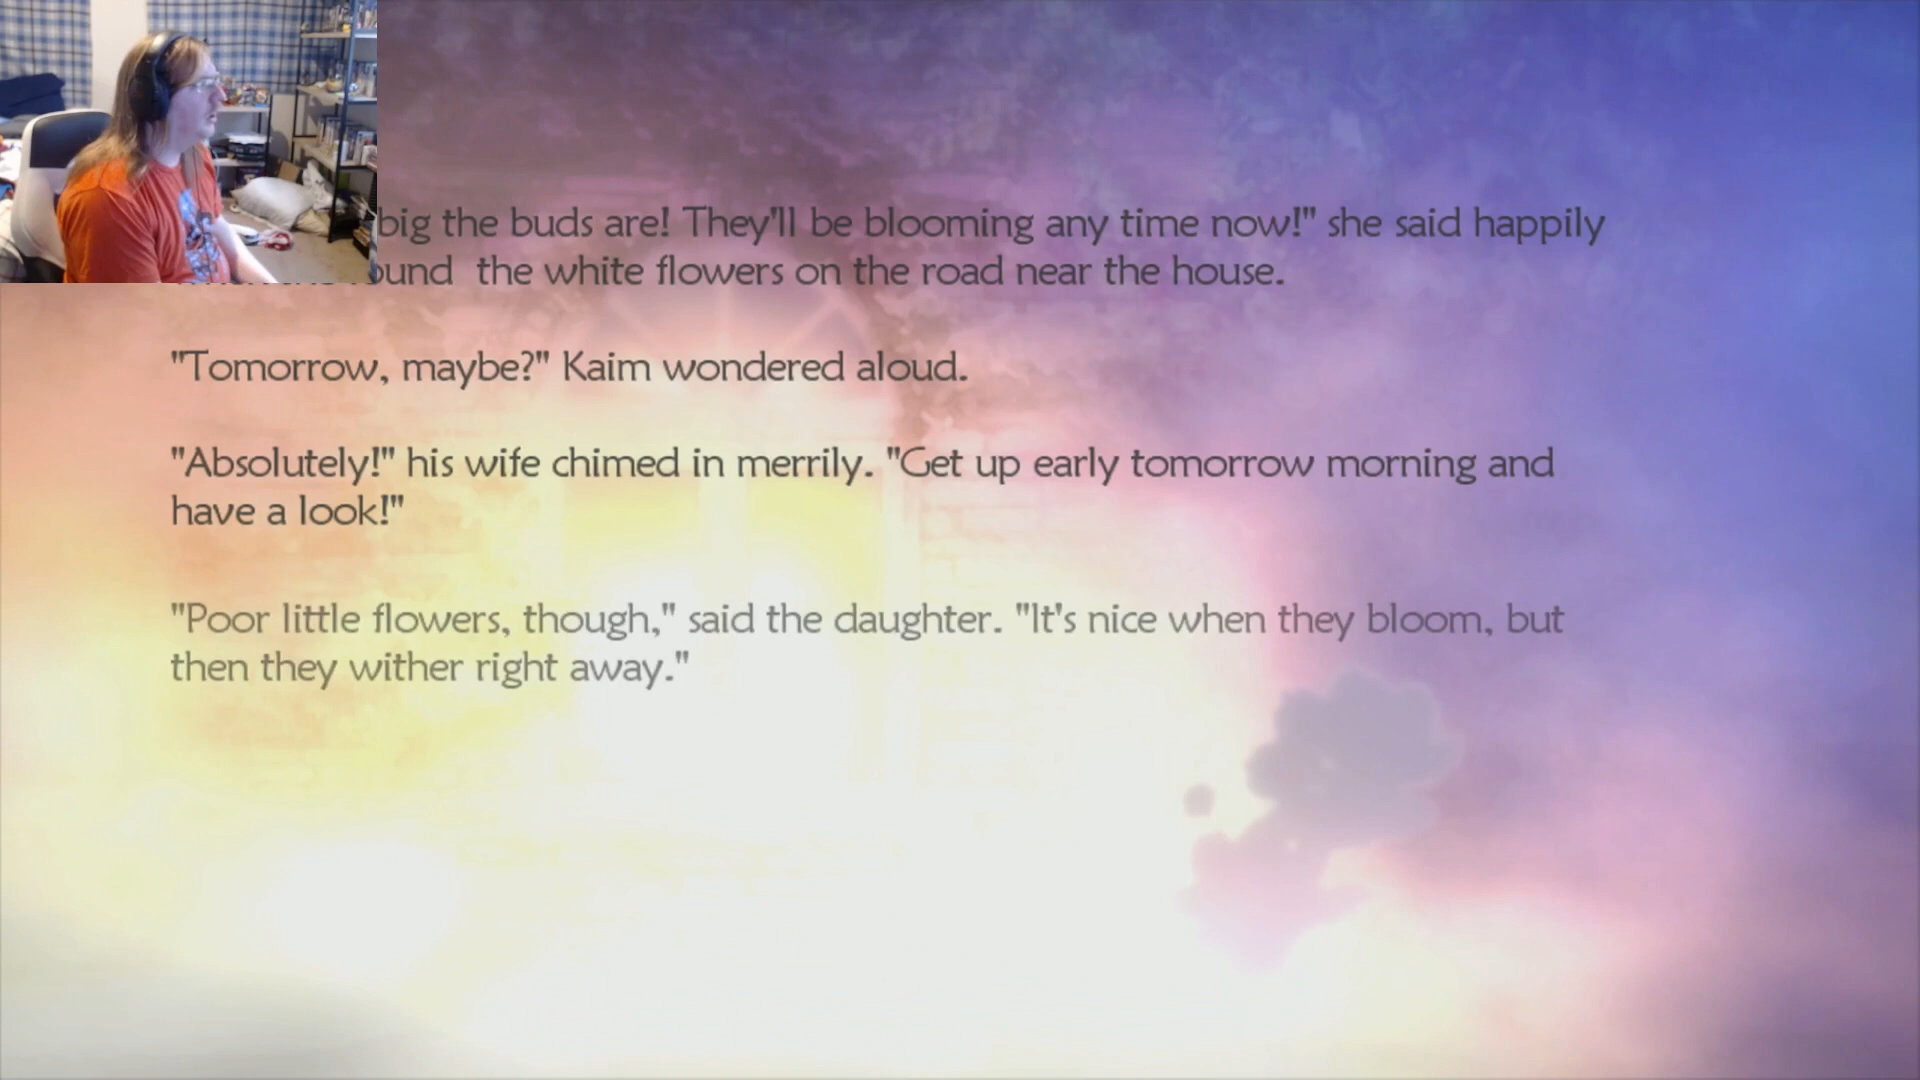 big the buds are! They'll be blooming any time now!" she said happily
the white flowers on the road near the house.
"Tomorrow, maybe?" Kaim wondered aloud.
"Absolutely!" his wife chimed in merrily. "Get up early tomorrow morning and
have a look!"
"Poor little flowers, though," said the daughter. "It's nice when they bloom, but
then they wither right away."